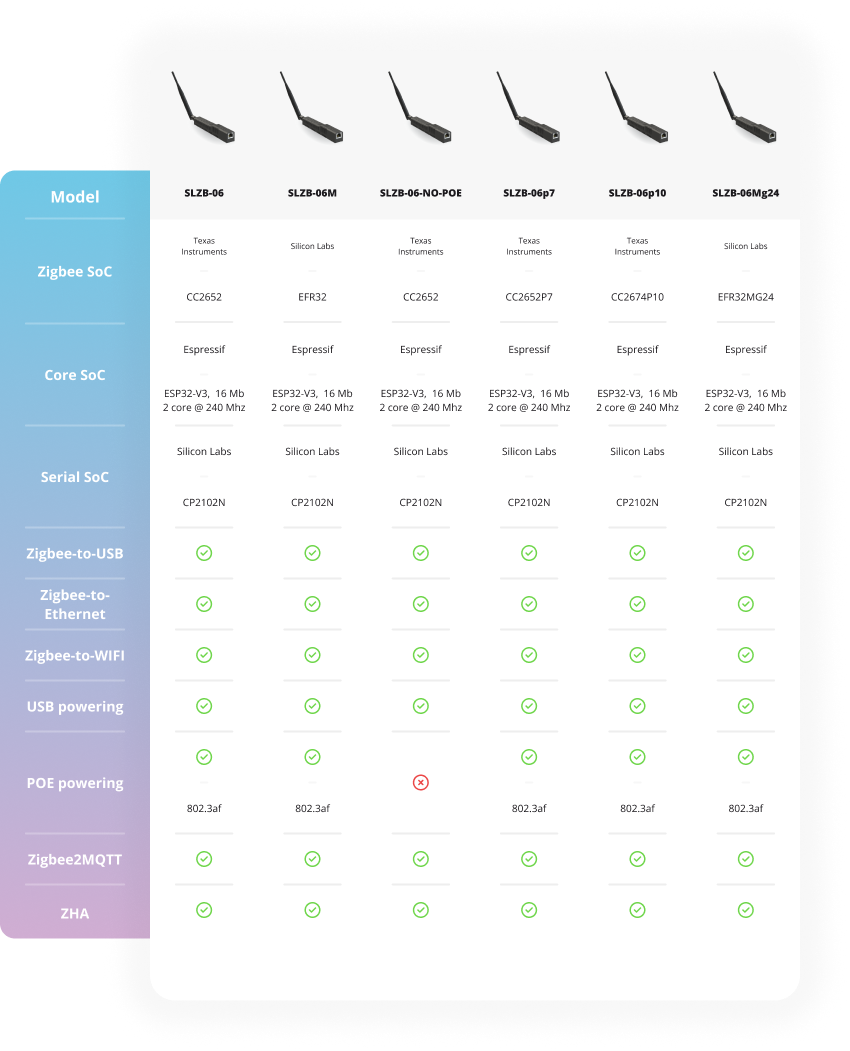 Model
SLZB-06
SLZB-06M
SLZB-06-NO-POE
SLZB-06p7
SLZB-06p10
SLZB-06Mg24
Zigbee SoC
Texas
Instruments
Silicon Labs
Texas
Instruments
Texas
Instruments
Texas
Instruments
Silicon Labs
CC2652
EFR32
CC2652
CC2652P7
CC2674P10
EFR32MG24
Core SoC
Espressif
Espressif
Espressif
Espressif
Espressif
Espressif
ESP32-V3, 16 Mb
2 core @ 240 Mhz
ESP32-V3, 16 Mb
2 core @ 240 Mhz
ESP32-V3, 16 Mb
2 core @ 240 Mhz
ESP32-V3, 16 Mb
2 core @ 240 Mhz
ESP32-V3, 16 Mb
2 core @ 240 Mhz
ESP32-V3, 16 Mb
2 core @ 240 Mhz
Serial SoC
Silicon Labs
Silicon Labs
Silicon Labs
Silicon Labs
Silicon Labs
Silicon Labs
CP2102N
CP2102N
CP2102N
CP2102N
CP2102N
CP2102N
Zigbee-to-USB
Zigbee-to-
Ethernet
Zigbee-to-WIFI
USB powering
POE powering
802.3af
802.3af
802.3af
802.3af
802.3af
Zigbee2MQTT
ZHA